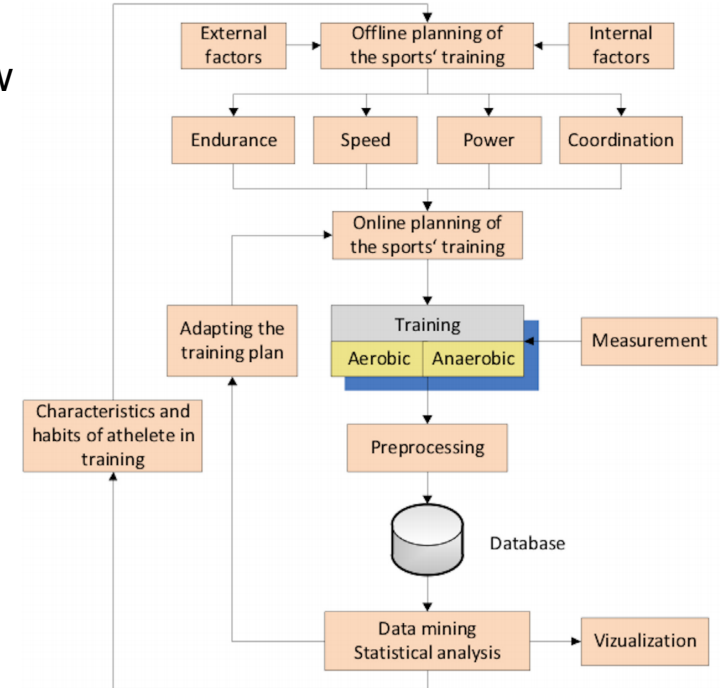 w
External
factors
Offline planning of
the sports‘ training
Internal
factors
Endurance
Speed
Power
Coordination
Online planning of
the sports‘ training
Adapting the
training plan
Training
Aerobic
Anaerobic
Measurement
Characteristics and
habits of athelete in
training
Preprocessing
Database
Data mining
Statistical analysis
Vizualization